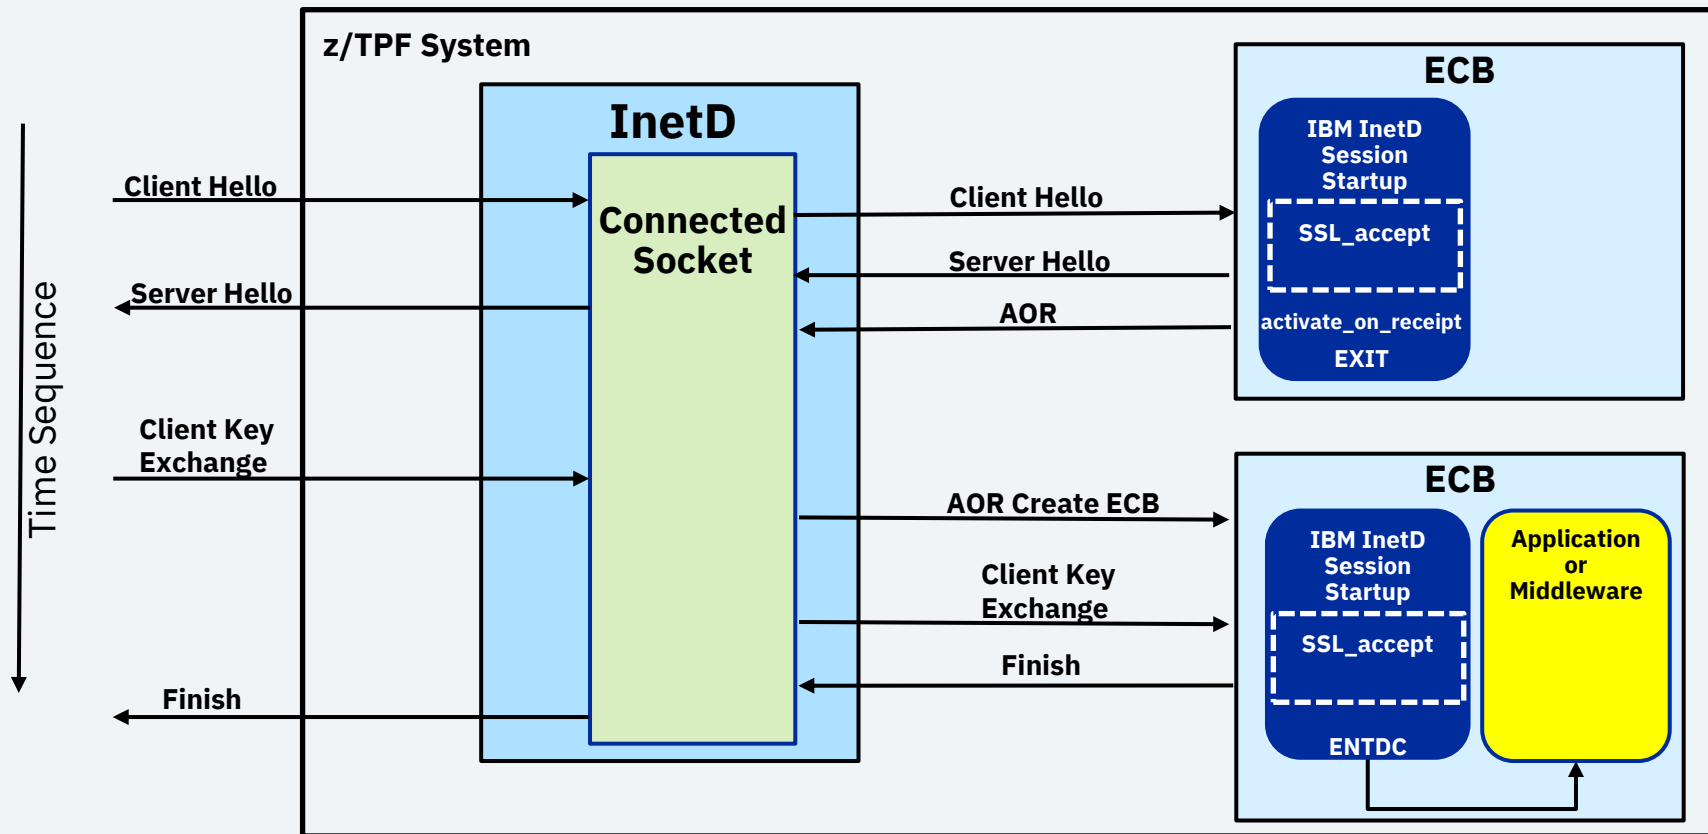 z/TPF System
Time Sequence
Client Hello
Server Hello
Client Key
Exchange
Finish
InetD
Connected
Socket
Client Hello
Server Hello
AOR
AOR Create ECB
Client Key
Exchange
Finish
ECB
IBM InetD
Session
Startup
SSL_accept
activate_on_receipt
EXIT
ECB
IBM InetD
Session
Startup
SSL_accept
ENTDC
Application
or
Middleware